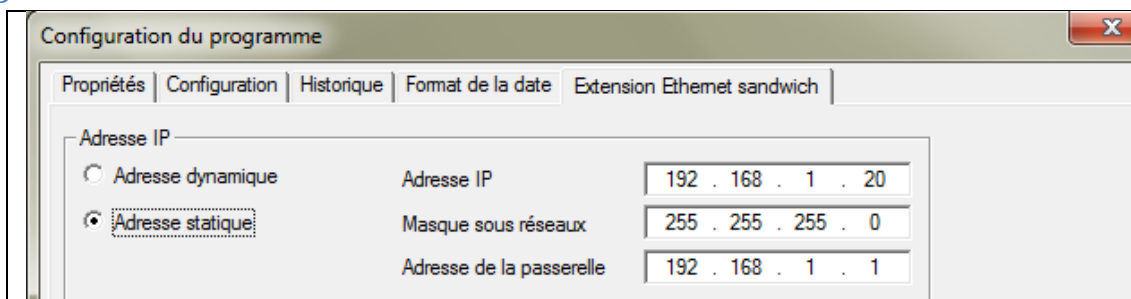 Configuration du programme
Propriétés Configuration Historique Format de la date Extension Ethernet sandwich
Adresse IP
Adresse dynamique Adresse IP 192 . 168 . 1 . 20
Adresse statique Masque sous réseaux 255 . 255 . 255 . 0
Adresse de la passerelle 192 . 168 . 1 . 1